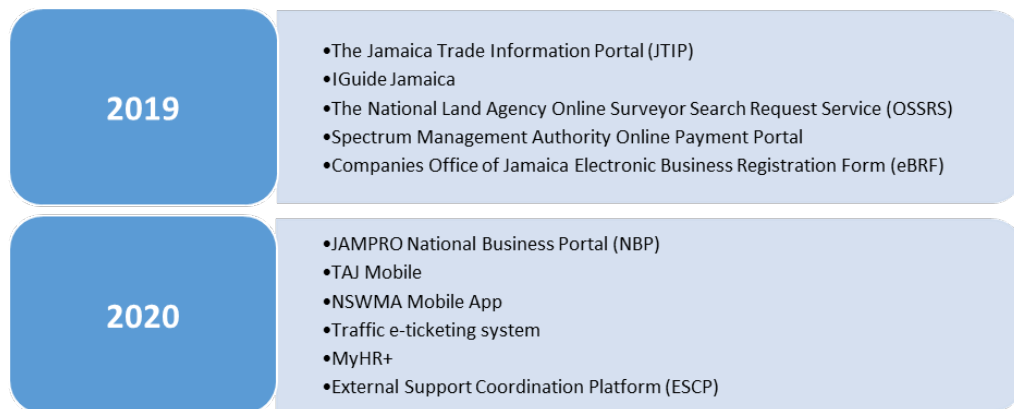 2019
•The Jamaica Trade Information Portal (JTIP)
•IGuide Jamaica
•The National Land Agency Online Surveyor Search Request Service (OSSRS)
•Spectrum Management Authority Online Payment Portal
•Companies Office of Jamaica Electronic Business Registration Form (eBRF)
2020
•JAMPRO National Business Portal (NBP)
•TAJ Mobile
•NSWMA Mobile App
•Traffic e-ticketing system
•MyHR+
•External Support Coordination Platform (ESCP)